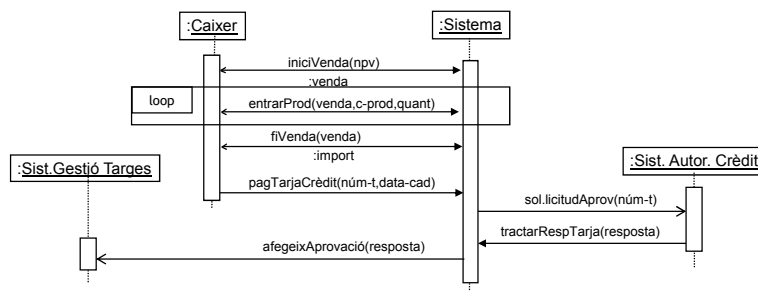 :Caixer
:Sistema
iniciVenda(npv)
:venda
loop
entrarProd(venda,c-prod,quant)
fiVenda(venda)
:import
:Sist.Gestió Targes
:Sist. Autor. Crèdit
pagTarjaCrèdit(núm-t,data-cad)
sol.licitudAprov(núm-t)
tractarRespTarja(resposta)
afegeixAprovació(resposta)